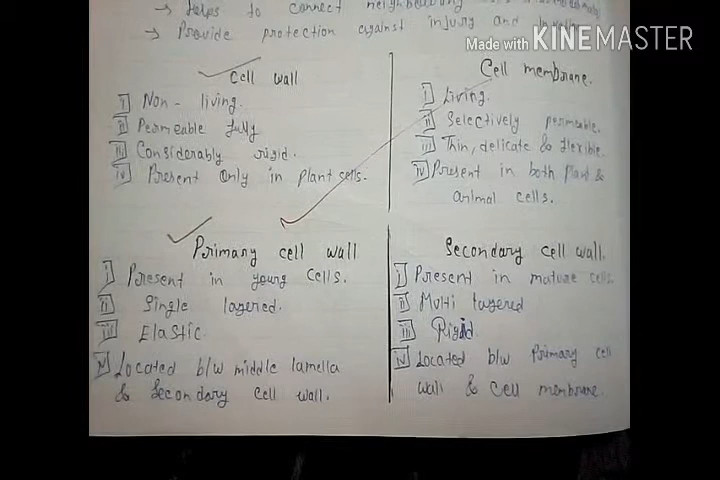 → Helps to connect neighbouring
→ Provide protection against injury and
Made with KINEMASTER
Cell wall
i] Non-living.
ii] Permeable fully
iii] Considerably rigid.
iv] Present Only in plant cells.
Cell membrane.
i] Living.
ii] Selectively permeable.
iii] Thin, delicate & flexible.
iv] Present in both plant &
animal cells.
Primary cell wall
i] Present in young cells.
ii] Single layered.
iii] Elastic.
iv] Located b/w middle lamella
& Secondary cell wall.
Secondary cell wall.
i] Present in mature cells.
ii] Multi layered
iii] Rigid
iv] Located b/w Primary cell
wall & cell membrane.